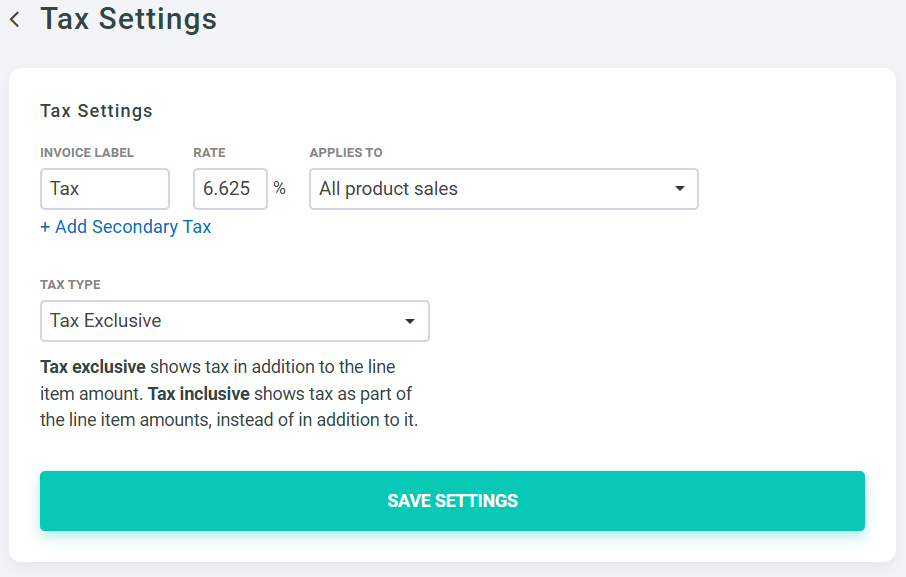 Tax Settings
Tax Settings
INVOICE LABEL RATE APPLIES TO
Tax 6.625 % All product sales
+ Add Secondary Tax
TAX TYPE
Tax Exclusive
Tax exclusive shows tax in addition to the line
item amount. Tax inclusive shows tax as part of
the line item amounts, instead of in addition to it.
SAVE SETTINGS